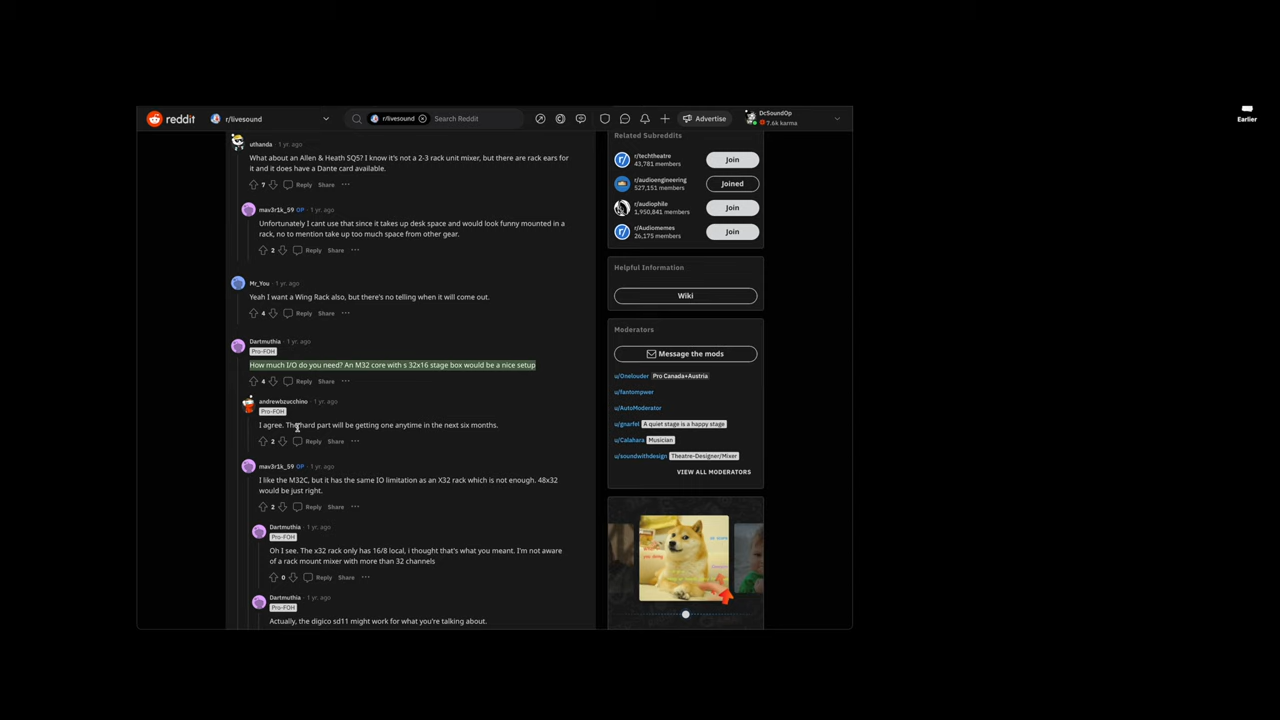 reddit r/livesound r/livesound Search Reddit Advertise DcSoundOp
7.6k karma
Earlier
uthanda · 1 yr. ago
What about an Allen & Heath SQ5? I know it's not a 2-3 rack unit mixer, but there are rack ears for
it and it does have a Dante card available.
7 Reply Share ···
mav3r1k_59 OP · 1 yr. ago
Unfortunately I cant use that since it takes up desk space and would look funny mounted in a
rack, no to mention take up too much space from other gear.
2 Reply Share ···
Mr_You · 1 yr. ago
Yeah I want a Wing Rack also, but there's no telling when it will come out.
4 Reply Share ···
Dartmuthia · 1 yr. ago
Pro-FOH
How much I/O do you need? An M32 core with s 32x16 stage box would be a nice setup
4 Reply Share ···
andrewbzucchino · 1 yr. ago
Pro-FOH
I agree. The hard part will be getting one anytime in the next six months.
2 Reply Share ···
mav3r1k_59 OP · 1 yr. ago
I like the M32C, but it has the same IO limitation as an X32 rack which is not enough. 48x32
would be just right.
2 Reply Share ···
Dartmuthia · 1 yr. ago
Pro-FOH
Oh I see. The x32 rack only has 16/8 local, i thought that's what you meant. I'm not aware
of a rack mount mixer with more than 32 channels
0 Reply Share ···
Dartmuthia · 1 yr. ago
Pro-FOH
Actually, the digico sd11 might work for what you're talking about.
Related Subreddits
r/techtheatre
43,781 members
Join
r/audioengineering
527,151 members
Joined
r/audiophile
1,950,841 members
Join
r/Audiomemes
26,175 members
Join
Helpful Information
Wiki
Moderators
Message the mods
u/Onelouder Pro Canada+Austria
u/fantompwer
u/AutoModerator
u/gnarfel A quiet stage is a happy stage
u/Calahara Musician
u/soundwithdesign Theatre-Designer/Mixer
VIEW ALL MODERATORS